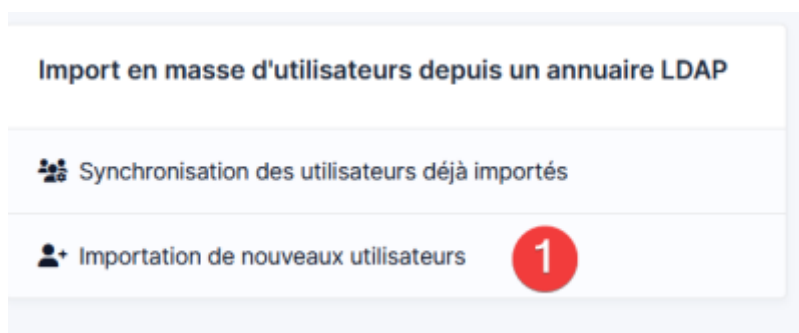 Import en masse d'utilisateurs depuis un annuaire LDAP
Synchronisation des utilisateurs déjà importés
Importation de nouveaux utilisateurs 1